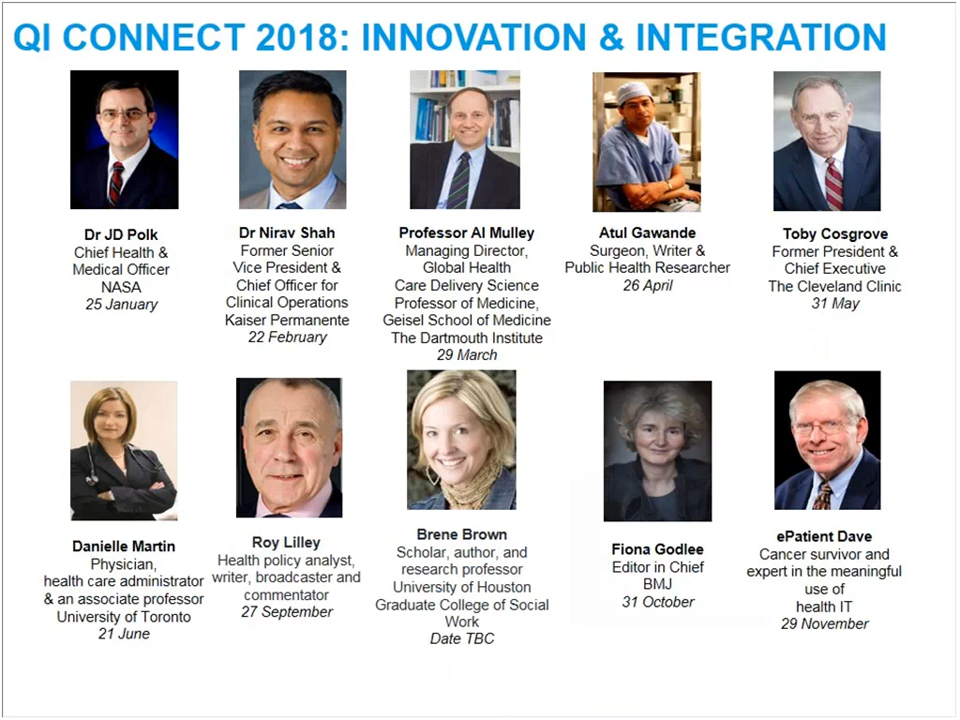 QI CONNECT 2018: INNOVATION & INTEGRATION
Dr JD Polk
Chief Health &
Medical Officer
NASA
25 January
Dr Nirav Shah
Former Senior
Vice President &
Chief Officer for
Clinical Operations
Kaiser Permanente
22 February
Professor Al Mulley
Managing Director,
Global Health
Care Delivery Science
Professor of Medicine,
Geisel School of Medicine
The Dartmouth Institute
29 March
Atul Gawande
Surgeon, Writer &
Public Health Researcher
26 April
Toby Cosgrove
Former President &
Chief Executive
The Cleveland Clinic
31 May
Danielle Martin
Physician,
health care administrator
& an associate professor
University of Toronto
21 June
Roy Lilley
Health policy analyst,
writer, broadcaster and
commentator
27 September
Brene Brown
Scholar, author, and
research professor
University of Houston
Graduate College of Social
Work
Date TBC
Fiona Godlee
Editor in Chief
BMJ
31 October
ePatient Dave
Cancer survivor and
expert in the meaningful
use of
health IT
29 November